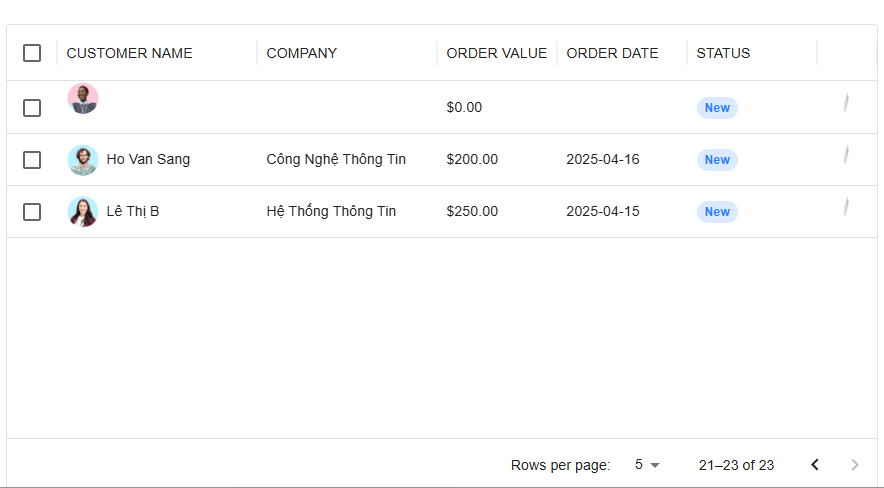 CUSTOMER NAME COMPANY ORDER VALUE ORDER DATE STATUS
$0.00 New
Ho Van Sang Công Nghệ Thông Tin $200.00 2025-04-16 New
Lê Thị B Hệ Thống Thông Tin $250.00 2025-04-15 New
Rows per page: 5 21–23 of 23